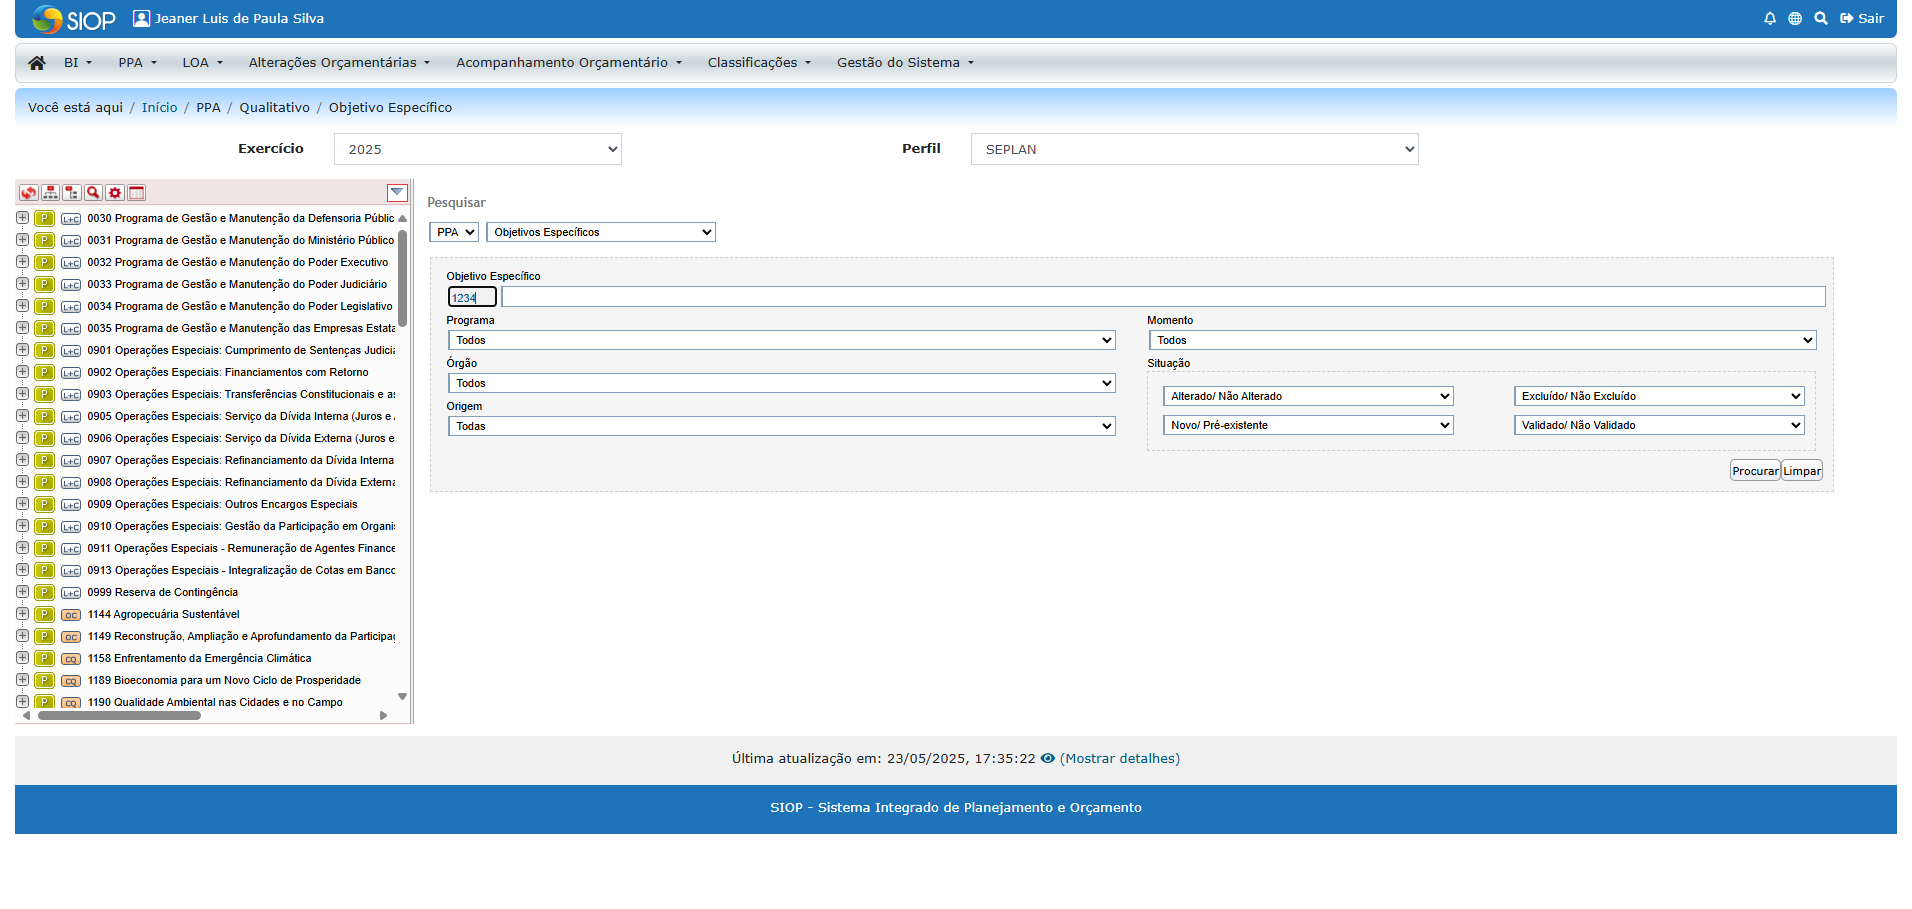 SIOP Jeaner Luis de Paula Silva Sair
BI PPA LOA Alterações Orçamentárias Acompanhamento Orçamentário Classificações Gestão do Sistema
Você está aqui / Início / PPA / Qualitativo / Objetivo Específico
Exercício 2025 Perfil SEPLAN
P L+C 0030 Programa de Gestão e Manutenção da Defensoria Públic
P L+C 0031 Programa de Gestão e Manutenção do Ministério Público
P L+C 0032 Programa de Gestão e Manutenção do Poder Executivo
P L+C 0033 Programa de Gestão e Manutenção do Poder Judiciário
P L+C 0034 Programa de Gestão e Manutenção do Poder Legislativo
P L+C 0035 Programa de Gestão e Manutenção das Empresas Estata
P L+C 0901 Operações Especiais: Cumprimento de Sentenças Judicia
P L+C 0902 Operações Especiais: Financiamentos com Retorno
P L+C 0903 Operações Especiais: Transferências Constitucionais e as
P L+C 0905 Operações Especiais: Serviço da Dívida Interna (Juros e
P L+C 0906 Operações Especiais: Serviço da Dívida Externa (Juros e
P L+C 0907 Operações Especiais: Refinanciamento da Dívida Interna
P L+C 0908 Operações Especiais: Refinanciamento da Dívida Externa
P L+C 0909 Operações Especiais: Outros Encargos Especiais
P L+C 0910 Operações Especiais: Gestão da Participação em Organis
P L+C 0911 Operações Especiais - Remuneração de Agentes Finance
P L+C 0913 Operações Especiais - Integralização de Cotas em Banco
P L+C 0999 Reserva de Contingência
P OC 1144 Agropecuária Sustentável
P OC 1149 Reconstrução, Ampliação e Aprofundamento da Participaç
P CQ 1158 Enfrentamento da Emergência Climática
P CQ 1189 Bioeconomia para um Novo Ciclo de Prosperidade
P CQ 1190 Qualidade Ambiental nas Cidades e no Campo
Pesquisar
PPA Objetivos Específicos
Objetivo Específico
1234
Programa Momento
Todos Todos
Órgão Situação
Todos
Alterado/ Não Alterado Excluído/ Não Excluído
Origem
Todas
Novo/ Pré-existente Validado/ Não Validado
Procurar Limpar
Última atualização em: 23/05/2025, 17:35:22 (Mostrar detalhes)
SIOP - Sistema Integrado de Planejamento e Orçamento